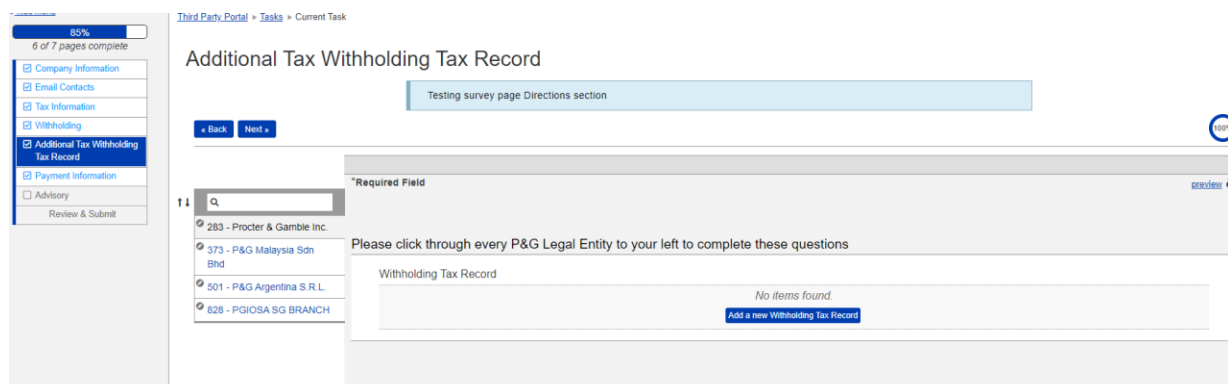 Third Party Portal » Tasks » Current Task
85%
6 of 7 pages complete
Company Information
Email Contacts
Tax Information
Withholding
Additional Tax Withholding
Tax Record
Payment Information
Advisory
Review & Submit
Additional Tax Withholding Tax Record
Testing survey page Directions section
« Back Next »
100%
*Required Field
preview
283 - Procter & Gamble Inc.
373 - P&G Malaysia Sdn
Bhd
501 - P&G Argentina S.R.L.
828 - PGIOSA SG BRANCH
Please click through every P&G Legal Entity to your left to complete these questions
Withholding Tax Record
No items found.
Add a new Withholding Tax Record